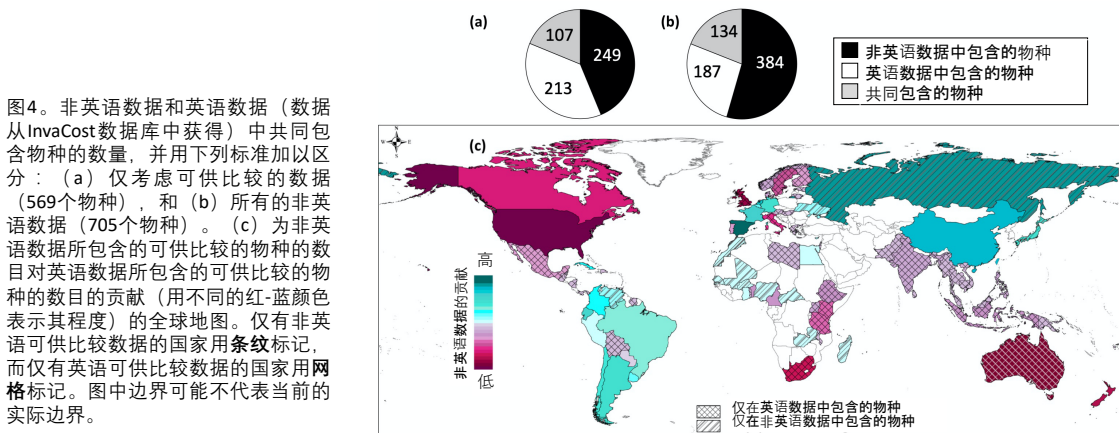 图4。非英语数据和英语数据（数据
从InvaCost数据库中获得）中共同包
含物种的数量，并用下列标准加以区
分：（a）仅考虑可供比较的数据
（569个物种），和（b）所有的非英
语数据（705个物种）。（c）为非英
语数据所包含的可供比较的物种的数
目对英语数据所包含的可供比较的物
种的数目的贡献（用不同的红-蓝颜色
表示其程度）的全球地图。仅有非英
语可供比较数据的国家用条纹标记，
而仅有英语可供比较数据的国家用网
格标记。图中边界可能不代表当前的
实际边界。
(a)
107
249
213
(b)
134
384
187
非英语数据中包含的物种
英语数据中包含的物种
共同包含的物种
(c)
N
W
E
S
高
非英语数据的贡献
低
仅在英语数据中包含的物种
仅在非英语数据中包含的物种